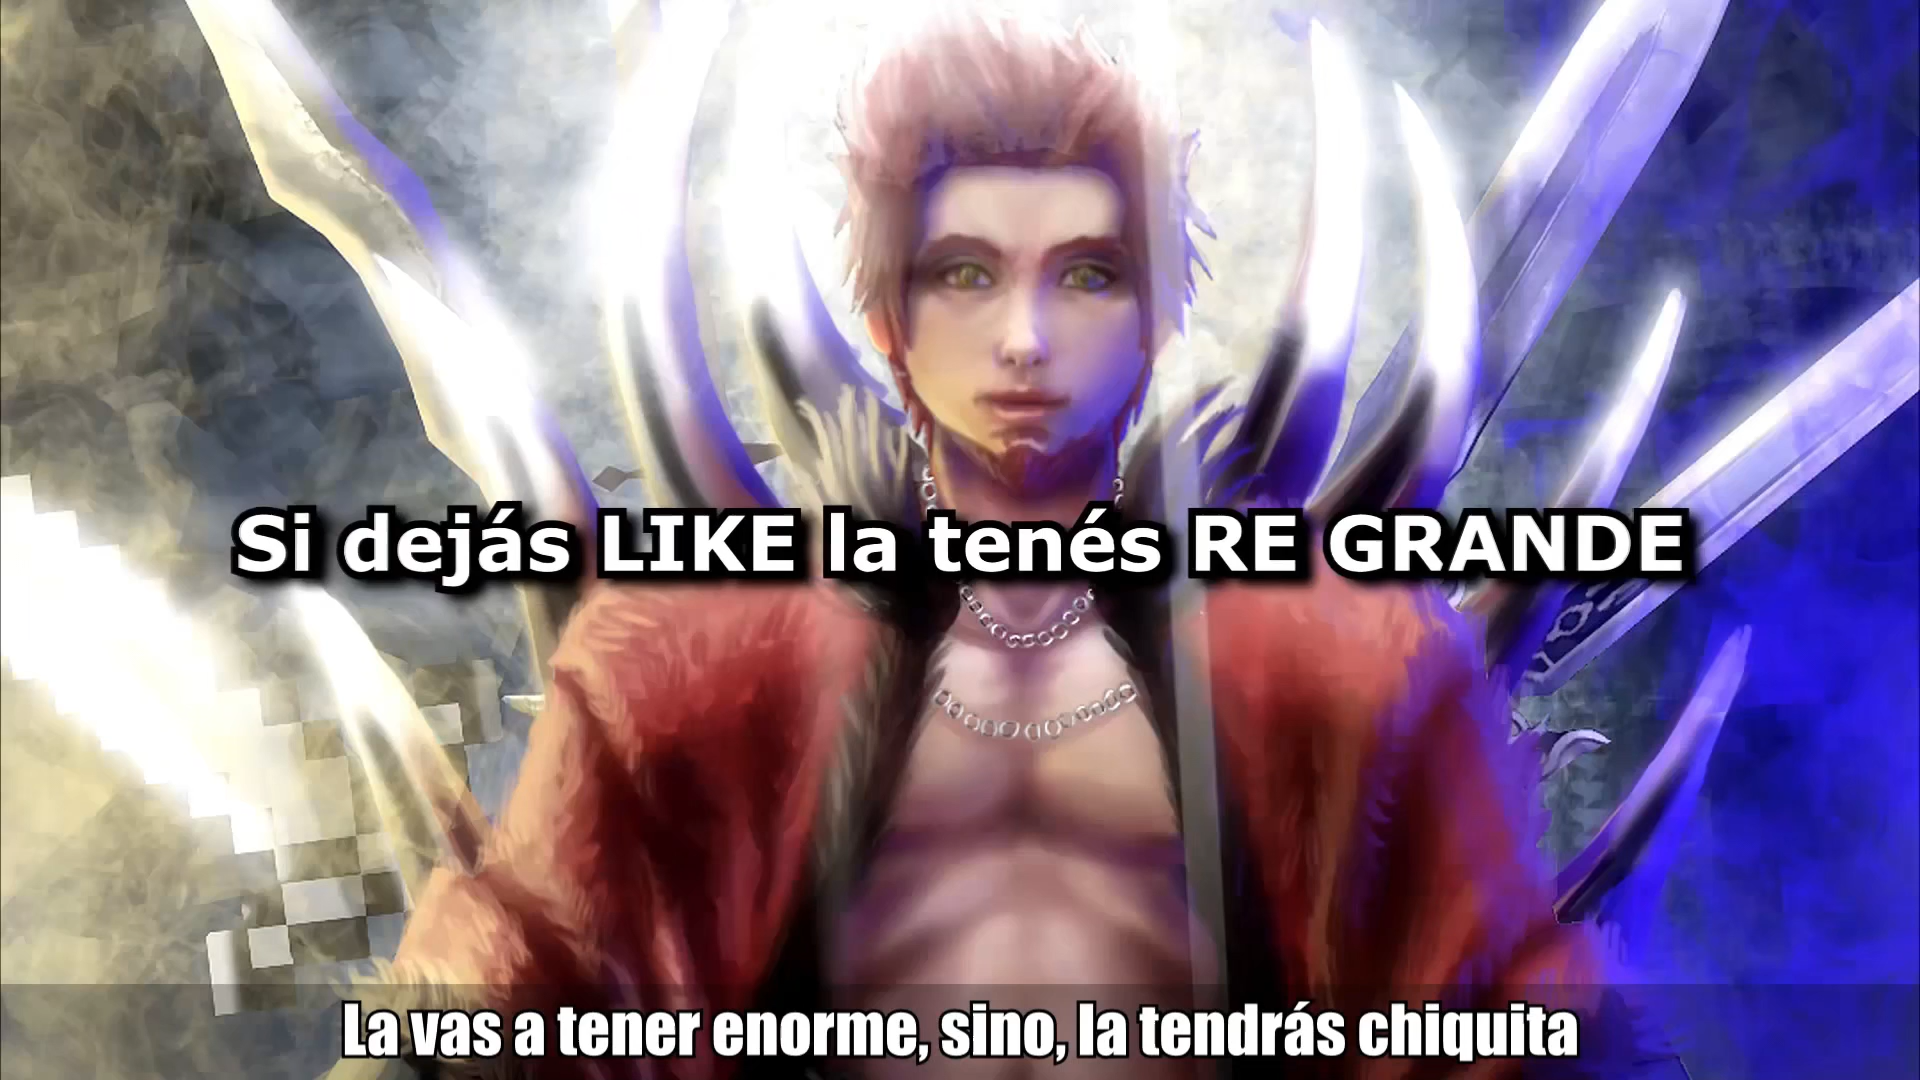 Si dejás LIKE la tenés RE GRANDE
La vas a tener enorme, sino, la tendrás chiquita